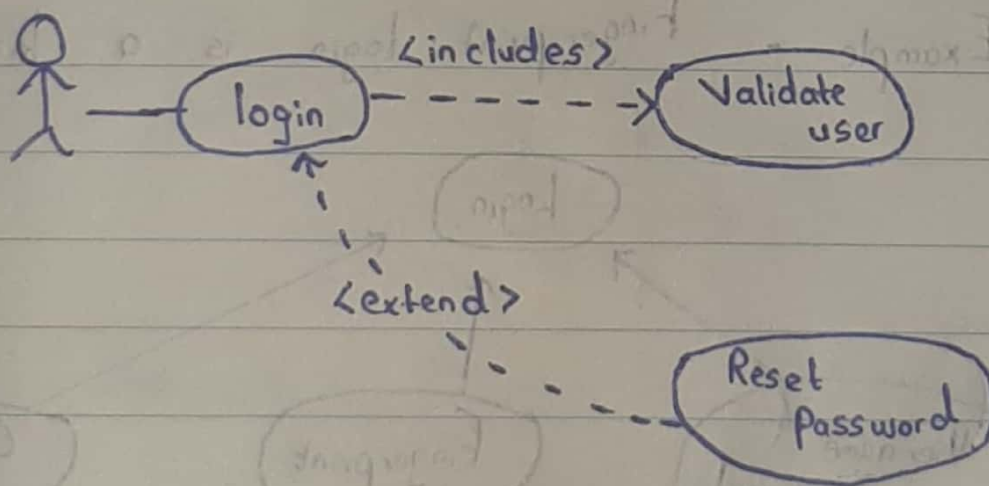 <includes>
login
Validate
user
<extend>
Reset
Password